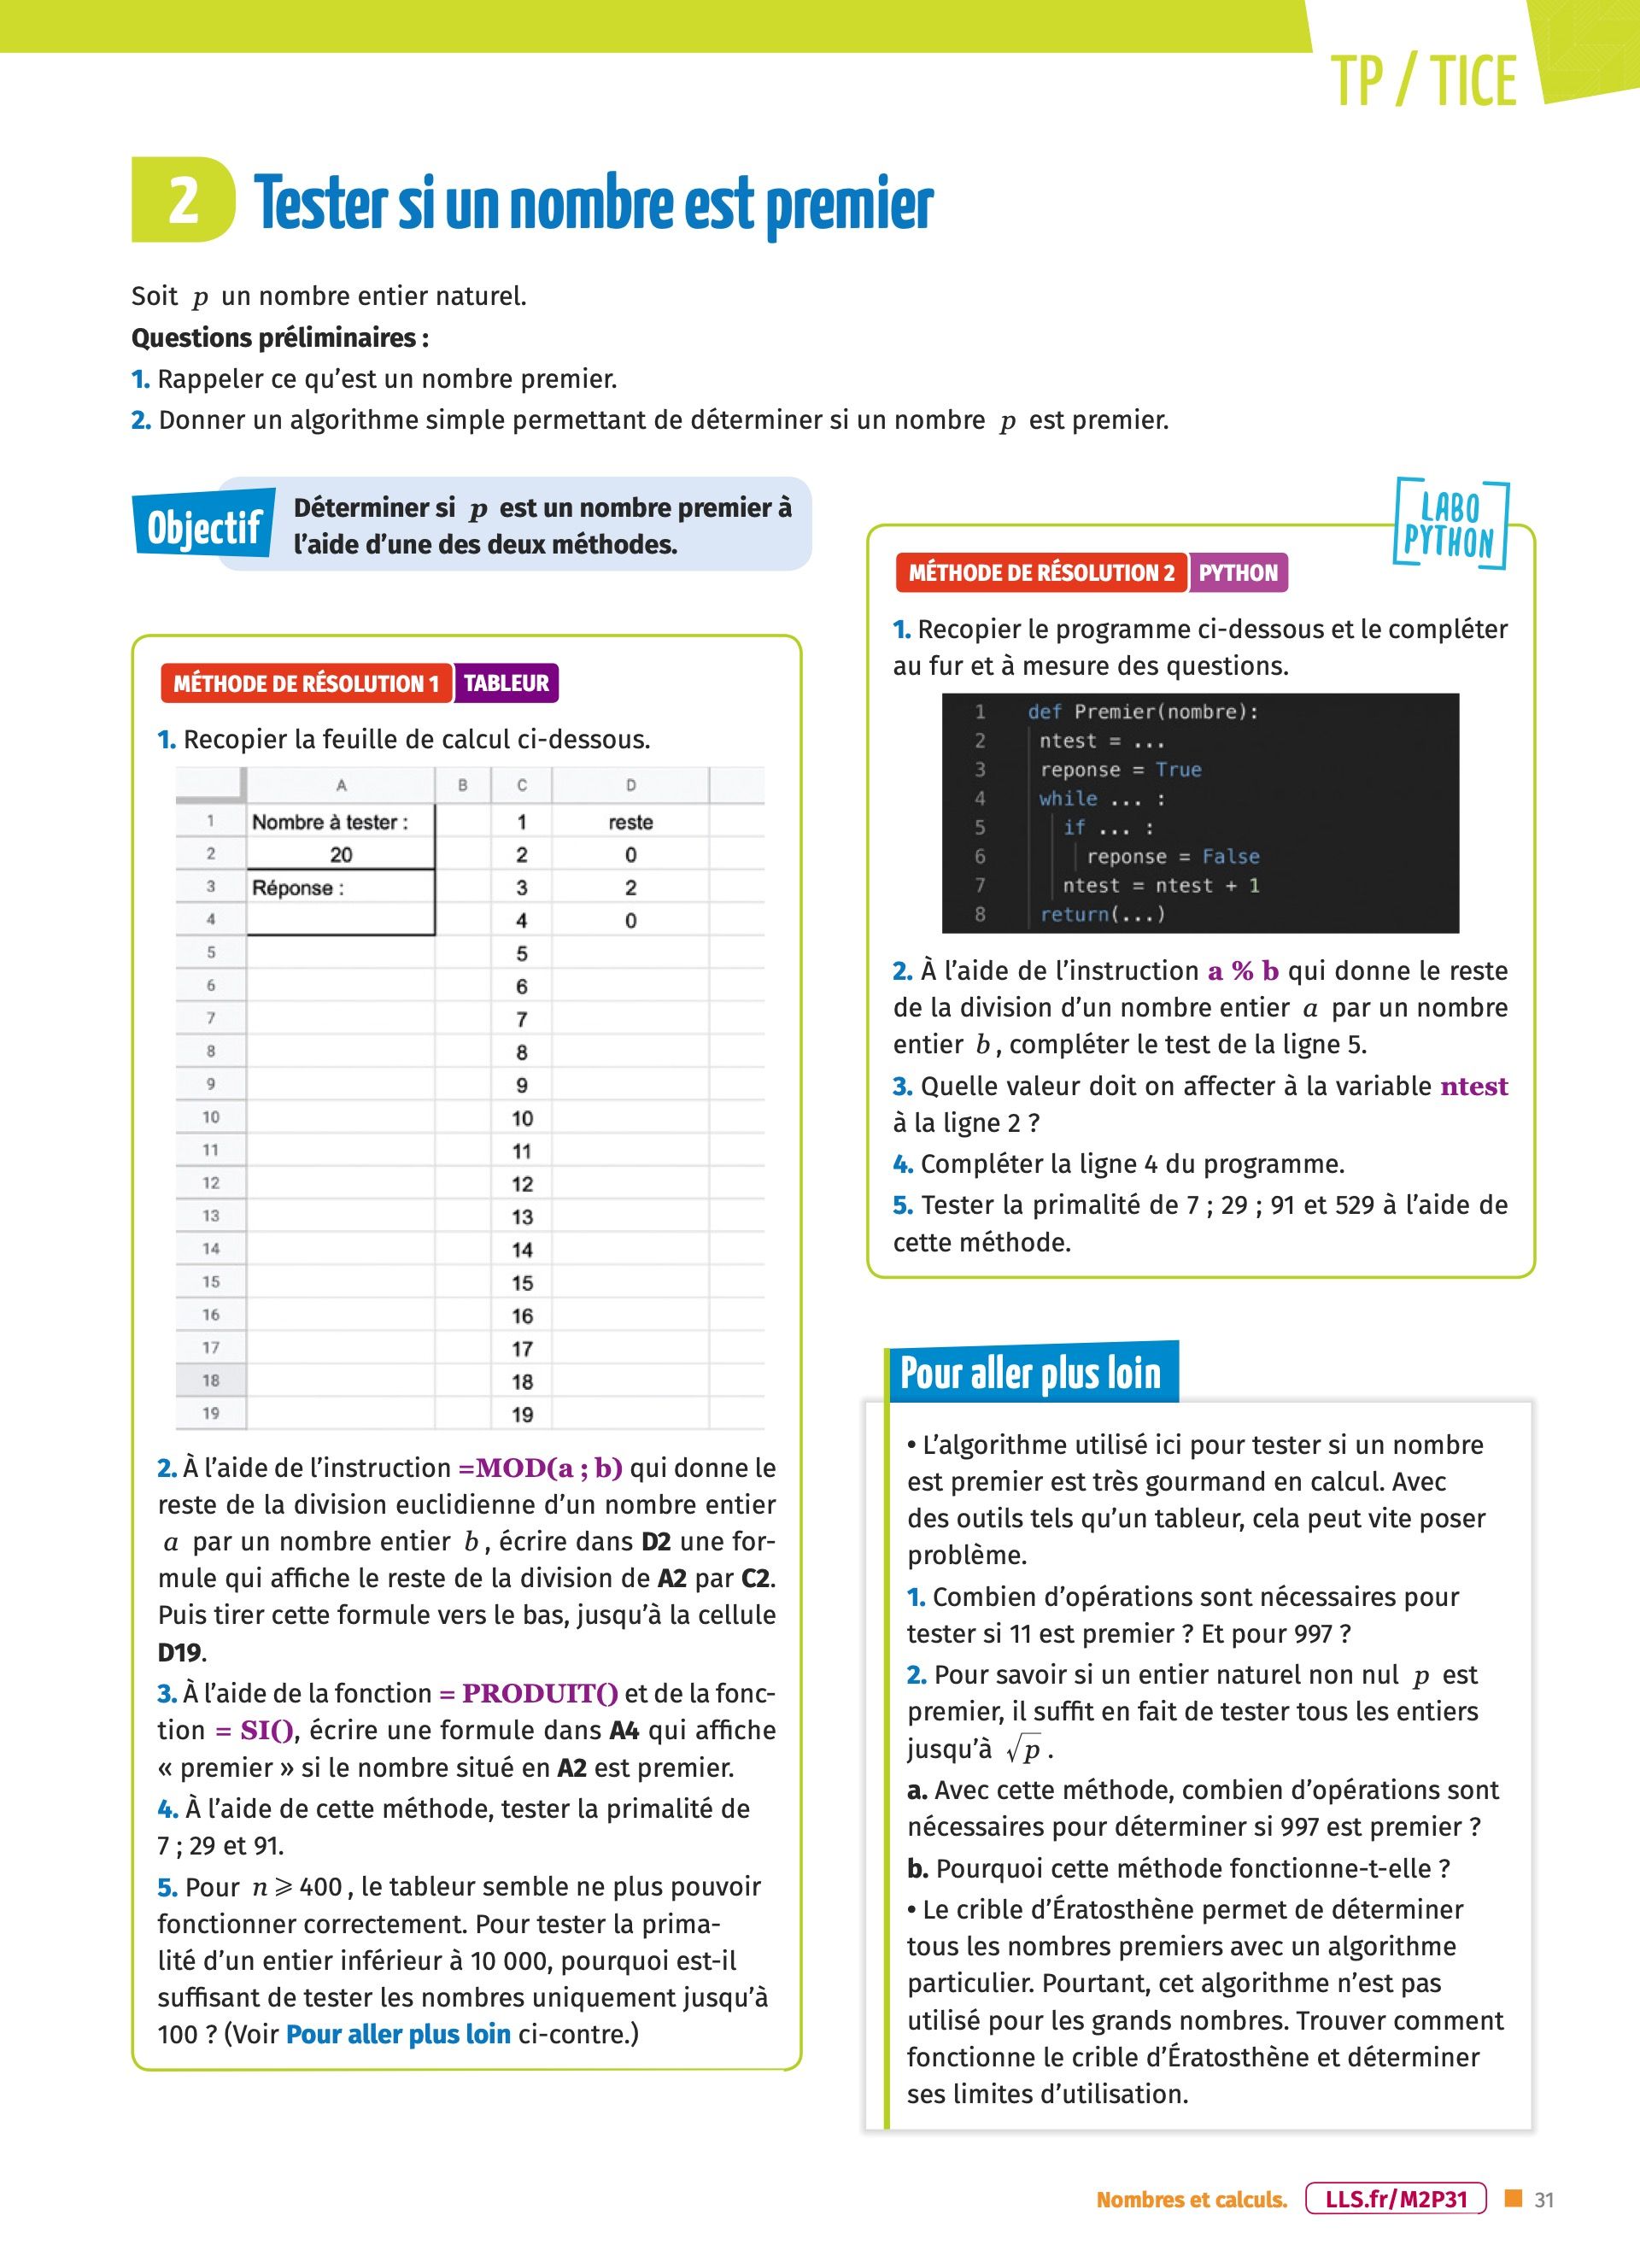 TP / TICE
2 Tester si un nombre est premier
Soit p un nombre entier naturel.
Questions préliminaires :
1. Rappeler ce qu’est un nombre premier.
2. Donner un algorithme simple permettant de déterminer si un nombre p est premier.
Objectif
Déterminer si p est un nombre premier à
l’aide d’une des deux méthodes.
MÉTHODE DE RÉSOLUTION 1 TABLEUR
1. Recopier la feuille de calcul ci-dessous.
A B C D
1 Nombre à tester : 1 reste
2 20 2 0
3 Réponse : 3 2
4 4 0
5 5
6 6
7 7
8 8
9 9
10 10
11 11
12 12
13 13
14 14
15 15
16 16
17 17
18 18
19 19
2. À l’aide de l’instruction =MOD(a ; b) qui donne le
reste de la division euclidienne d’un nombre entier
a par un nombre entier b, écrire dans D2 une for-
mule qui affiche le reste de la division de A2 par C2.
Puis tirer cette formule vers le bas, jusqu’à la cellule
D19.
3. À l’aide de la fonction = PRODUIT() et de la fonc-
tion = SI(), écrire une formule dans A4 qui affiche
« premier » si le nombre situé en A2 est premier.
4. À l’aide de cette méthode, tester la primalité de
7 ; 29 et 91.
5. Pour n ⩾ 400, le tableur semble ne plus pouvoir
fonctionner correctement. Pour tester la prima-
lité d’un entier inférieur à 10 000, pourquoi est-il
suffisant de tester les nombres uniquement jusqu’à
100 ? (Voir Pour aller plus loin ci-contre.)
LABO
PYTHON
MÉTHODE DE RÉSOLUTION 2 PYTHON
1. Recopier le programme ci-dessous et le compléter
au fur et à mesure des questions.
1 def Premier(nombre):
2 ntest = ...
3 reponse = True
4 while ... :
5 if ... :
6 reponse = False
7 ntest = ntest + 1
8 return(...)
2. À l’aide de l’instruction a % b qui donne le reste
de la division d’un nombre entier a par un nombre
entier b, compléter le test de la ligne 5.
3. Quelle valeur doit on affecter à la variable ntest
à la ligne 2 ?
4. Compléter la ligne 4 du programme.
5. Tester la primalité de 7 ; 29 ; 91 et 529 à l’aide de
cette méthode.
Pour aller plus loin
• L’algorithme utilisé ici pour tester si un nombre
est premier est très gourmand en calcul. Avec
des outils tels qu’un tableur, cela peut vite poser
problème.
1. Combien d’opérations sont nécessaires pour
tester si 11 est premier ? Et pour 997 ?
2. Pour savoir si un entier naturel non nul p est
premier, il suffit en fait de tester tous les entiers
jusqu’à √p.
a. Avec cette méthode, combien d’opérations sont
nécessaires pour déterminer si 997 est premier ?
b. Pourquoi cette méthode fonctionne-t-elle ?
• Le crible d’Ératosthène permet de déterminer
tous les nombres premiers avec un algorithme
particulier. Pourtant, cet algorithme n’est pas
utilisé pour les grands nombres. Trouver comment
fonctionne le crible d’Ératosthène et déterminer
ses limites d’utilisation.
Nombres et calculs. LLS.fr/M2P31 31